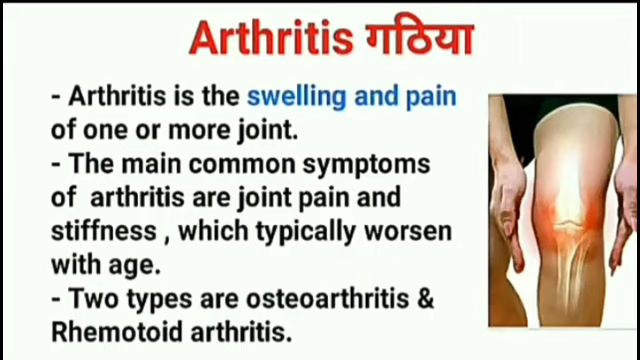 Arthritis गठिया
- Arthritis is the swelling and pain
of one or more joint.
- The main common symptoms
of arthritis are joint pain and
stiffness , which typically worsen
with age.
- Two types are osteoarthritis &
Rhemotoid arthritis.